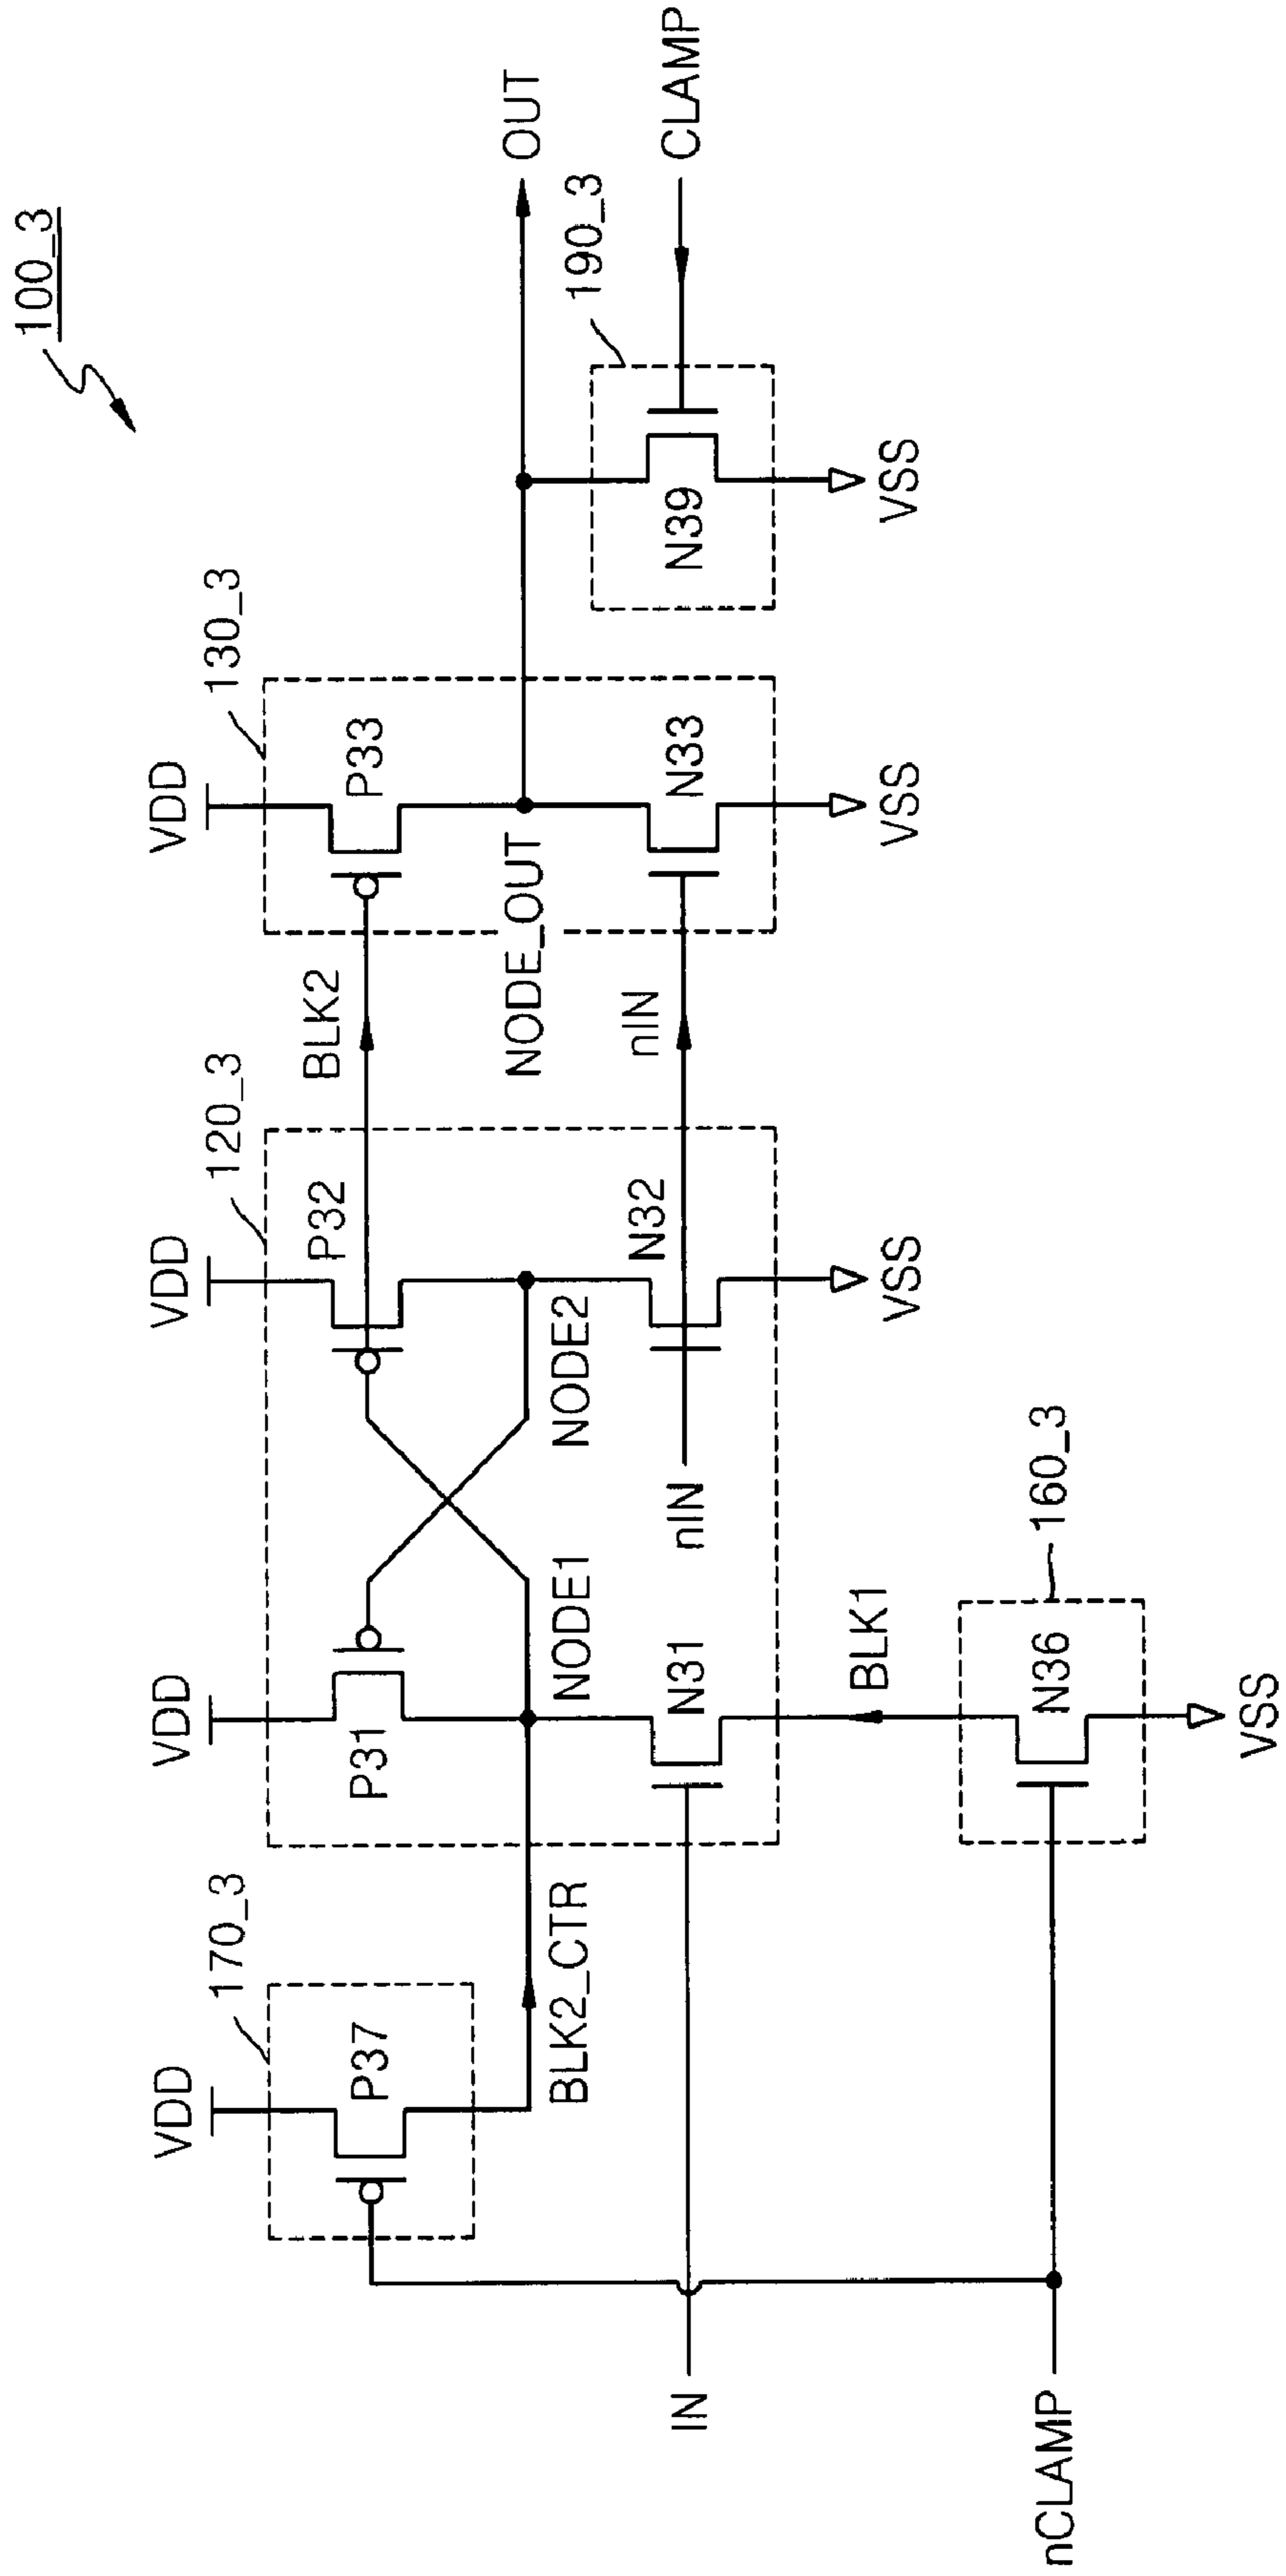 100_3
170_3
120_3
130_3
190_3
VDD
VDD
VDD
VDD
P37
P31
P32
BLK2
P33
OUT
BLK2_CTR
NODE1
NODE2
NODE_OUT
IN
N31
nIN
N32
nIN
N33
N39
CLAMP
BLK1
VSS
VSS
VSS
160_3
nCLAMP
N36
VSS